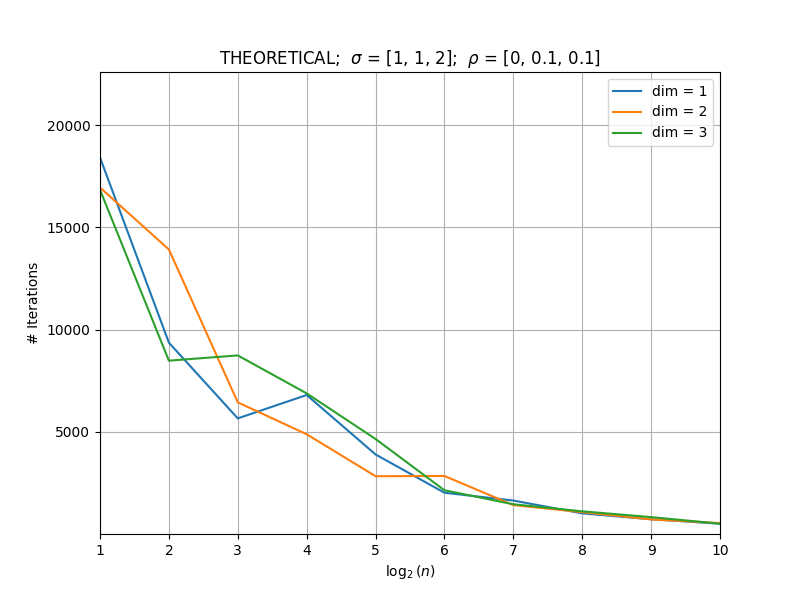 THEORETICAL;  σ = [1, 1, 2];  ρ = [0, 0.1, 0.1]
dim = 1
dim = 2
dim = 3
20000
15000
10000
5000
# Iterations
1 2 3 4 5 6 7 8 9 10
log₂(n)